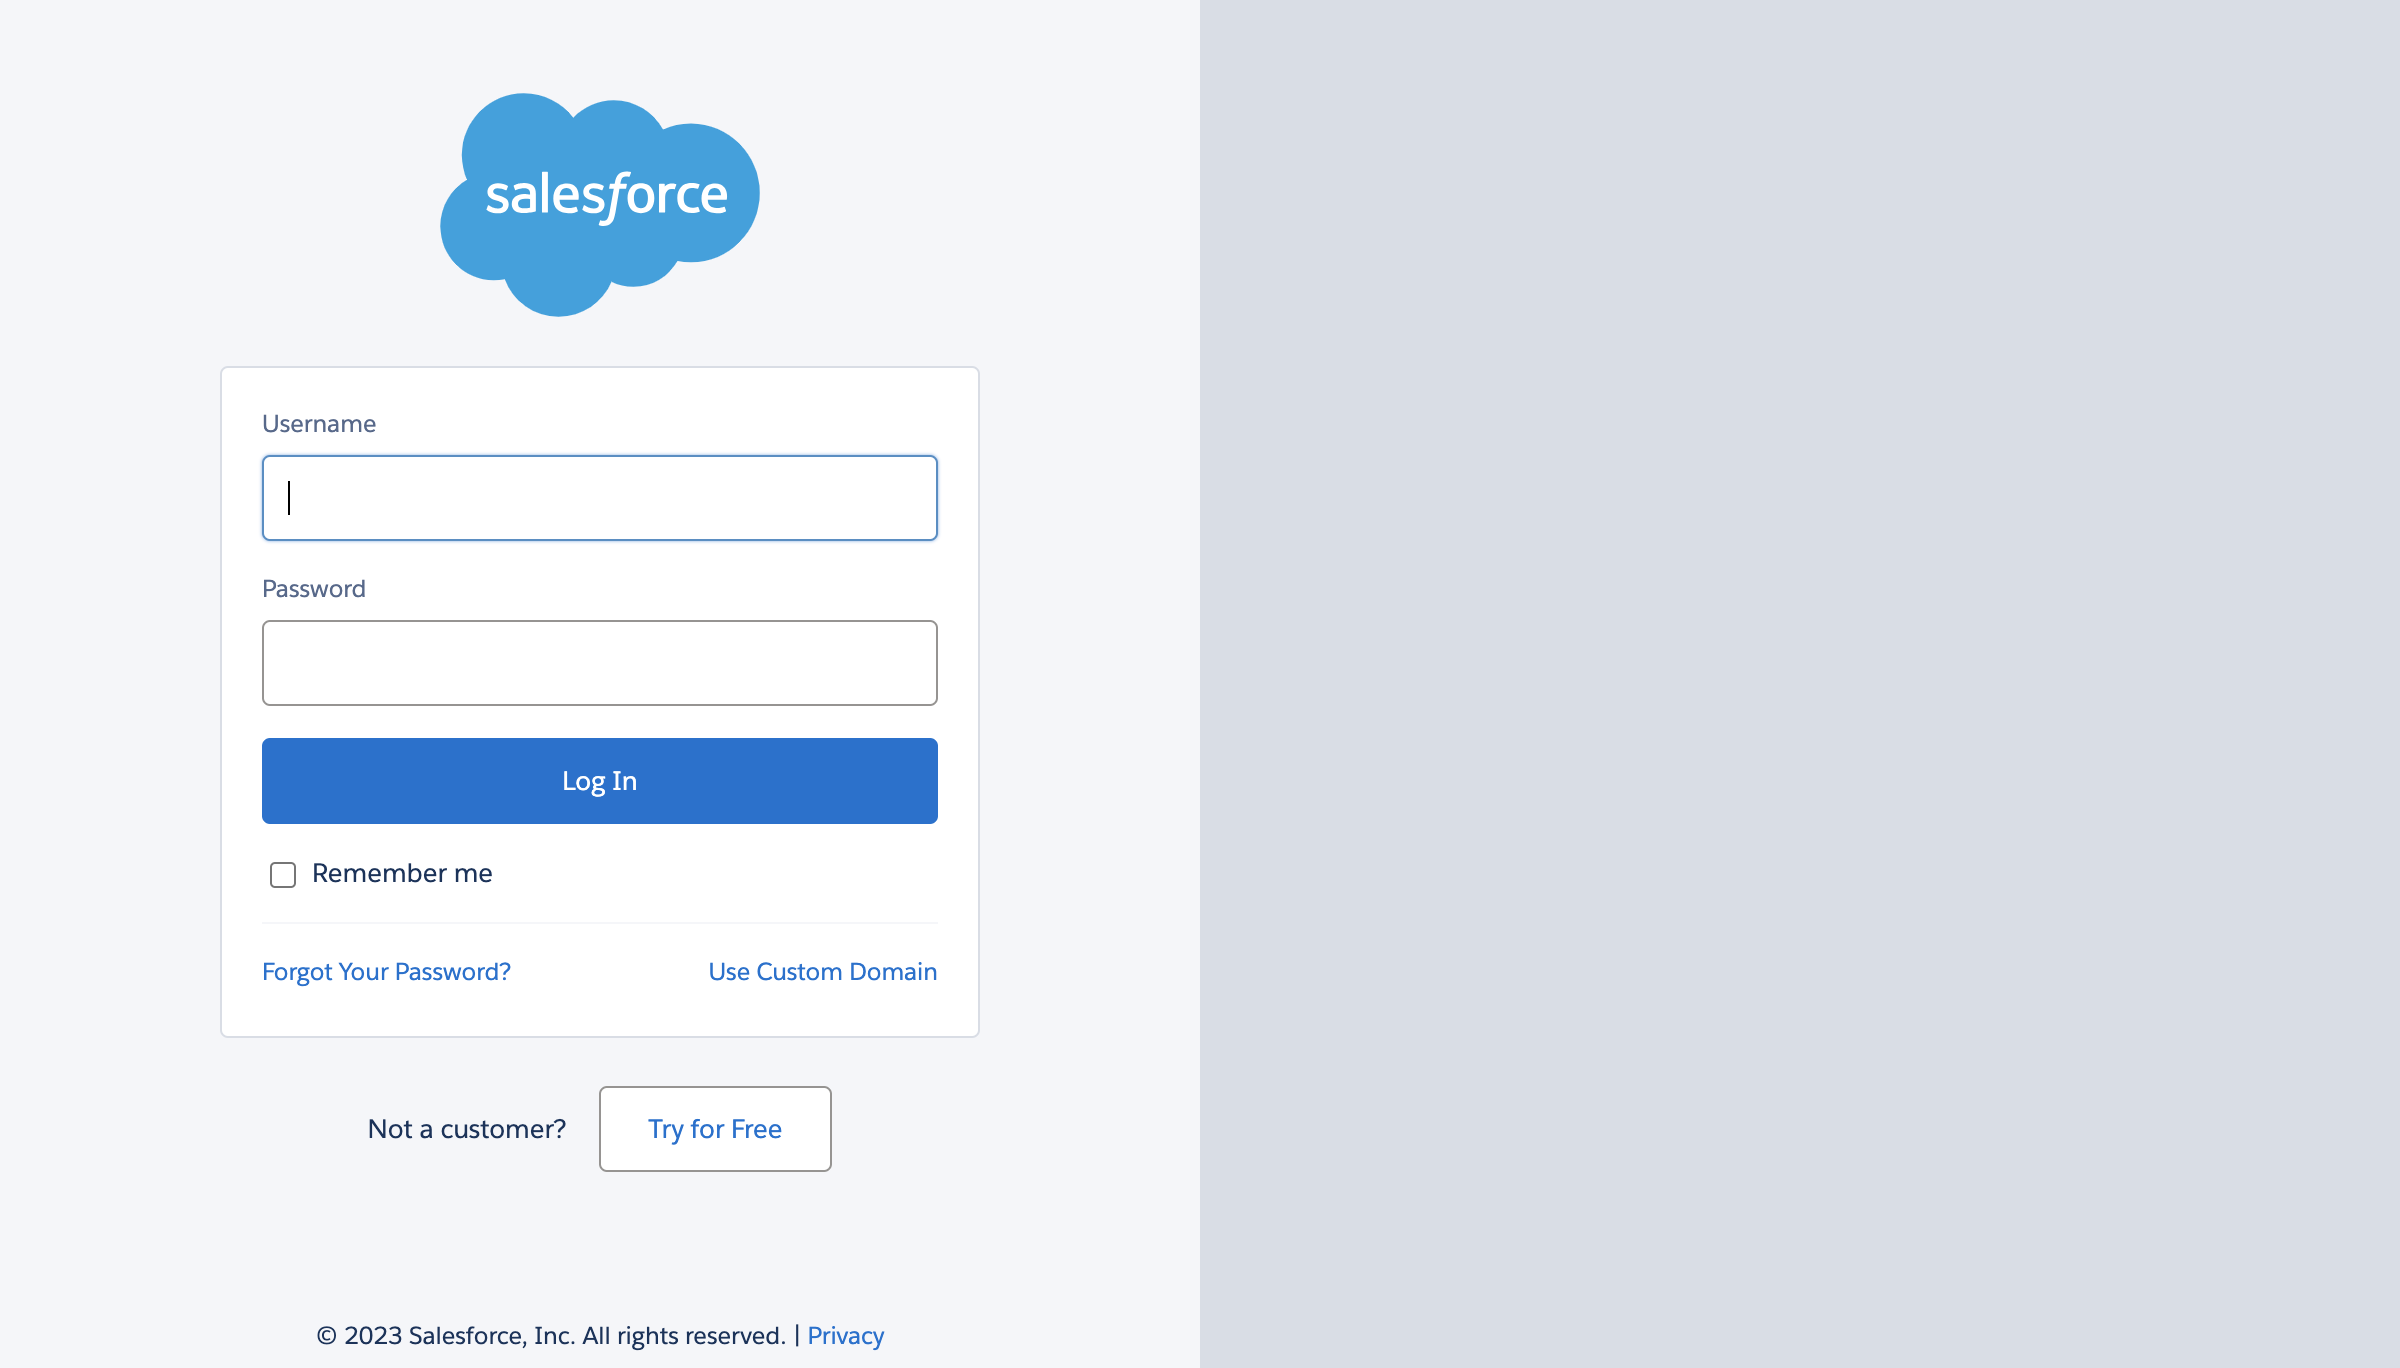 salesforce
Username
Password
Log In
Remember me
Forgot Your Password? Use Custom Domain
Not a customer? Try for Free
© 2023 Salesforce, Inc. All rights reserved. | Privacy